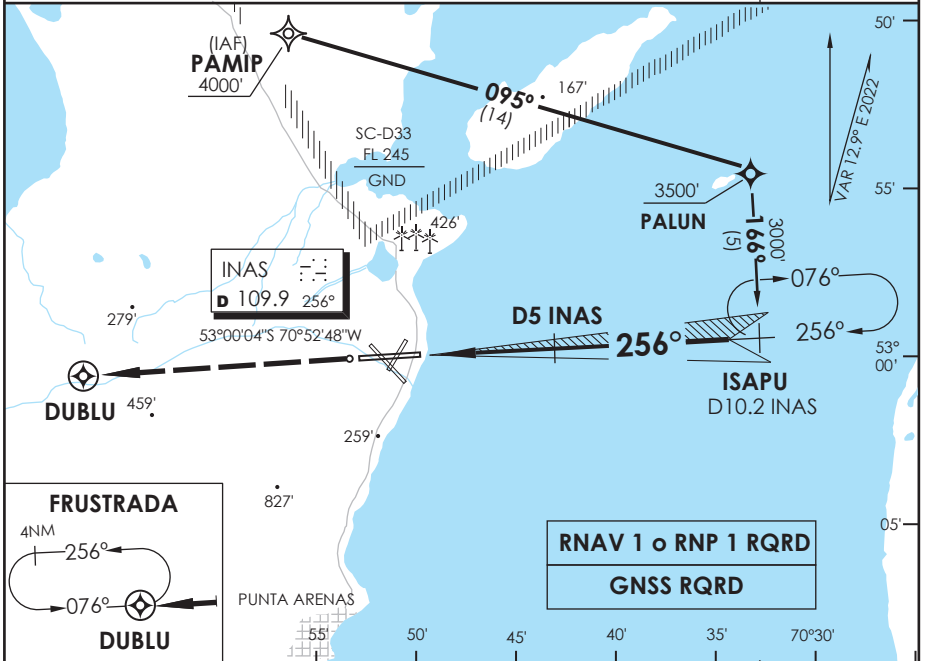 50'
(IAF)
PAMIP
4000'
095°
(14)
167'
VAR 12.9° E 2022
SC-D33
FL 245
GND
55'
3500'
PALUN
426'
166°
(5)
3000'
INAS
D 109.9 256°
076°
279'
53°00'04"S 70°52'48"W
D5 INAS
256°
256°
53°
00'
ISAPU
D10.2 INAS
DUBLU
459'
259'
827'
FRUSTRADA
4NM
256°
076°
DUBLU
PUNTA ARENAS
05'
RNAV 1 o RNP 1 RQRD
GNSS RQRD
55'
50'
45'
40'
35'
70°30'